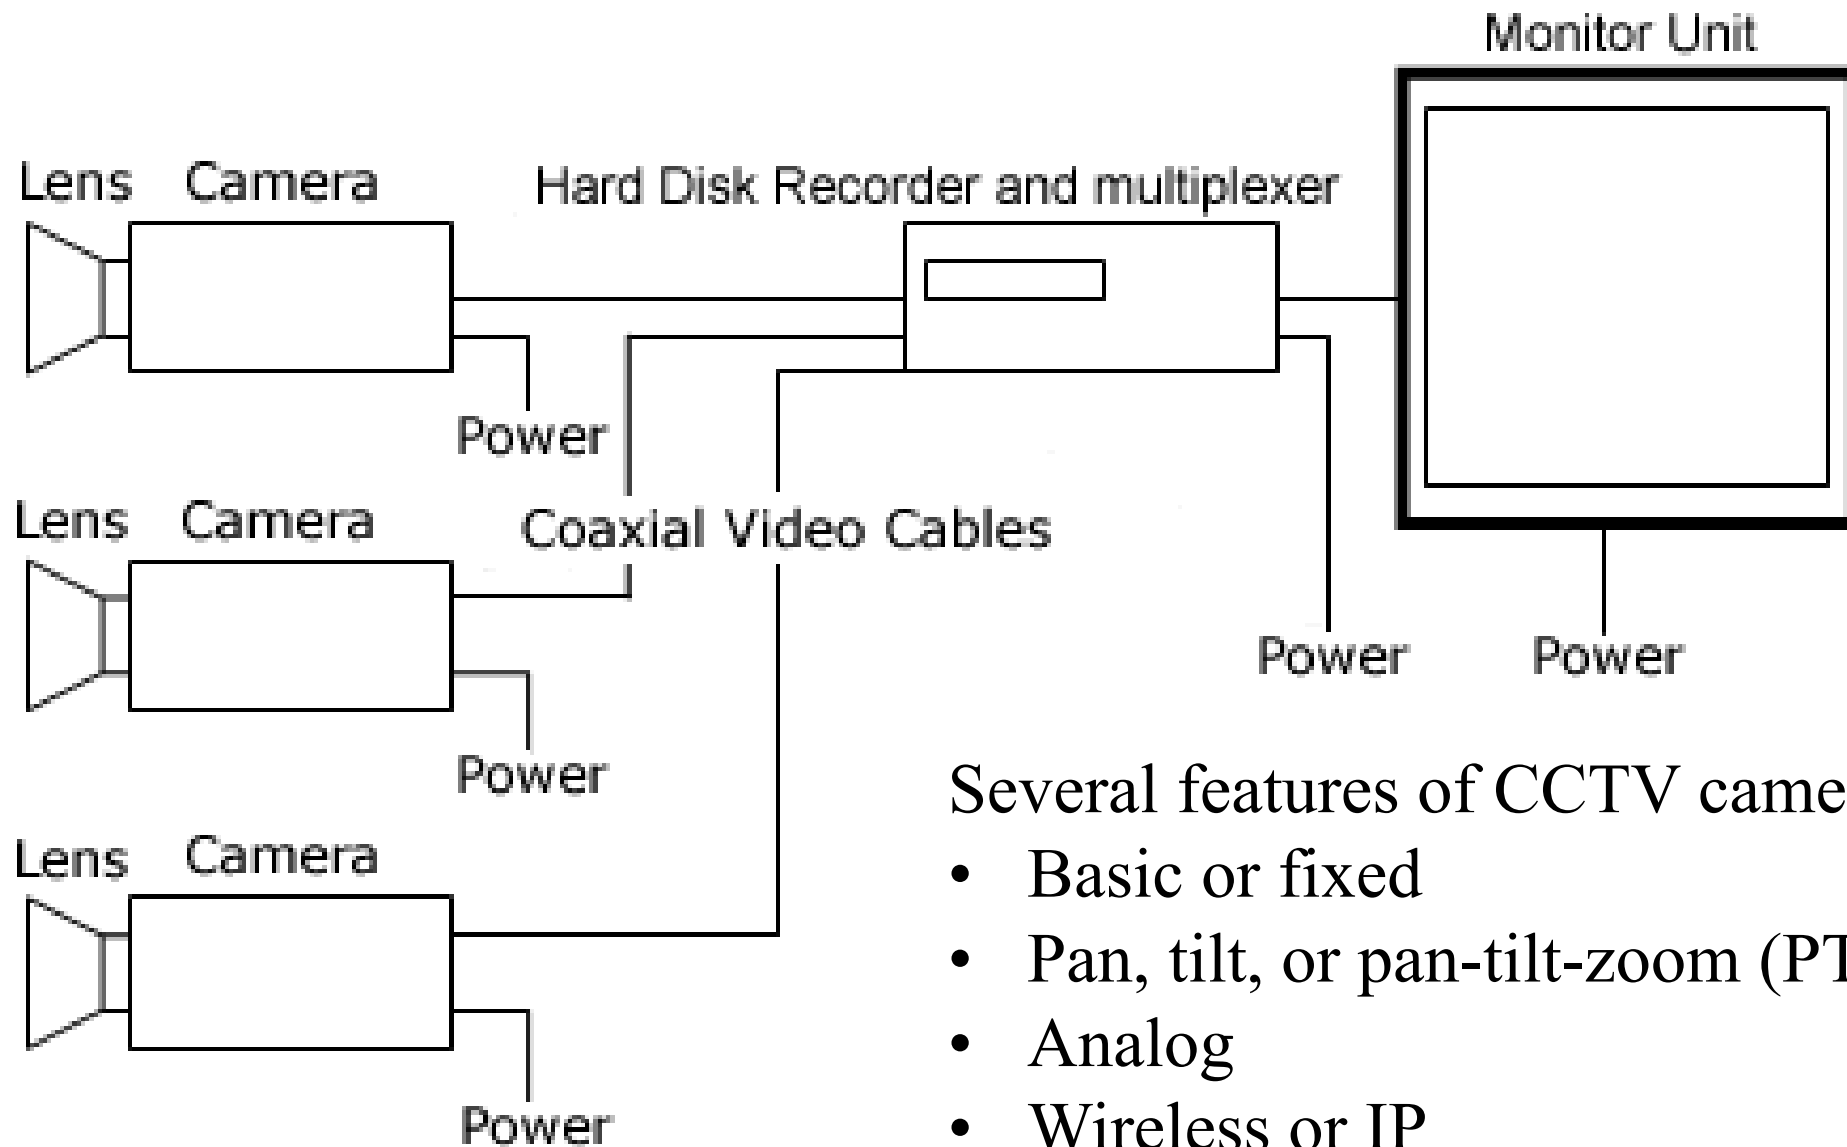 Monitor Unit
Lens Camera
Hard Disk Recorder and multiplexer
Power
Lens Camera
Coaxial Video Cables
Power
Power
Power
Lens Camera
Power
Several features of CCTV came
• Basic or fixed
• Pan, tilt, or pan-tilt-zoom (PT
• Analog
• Wireless or IP